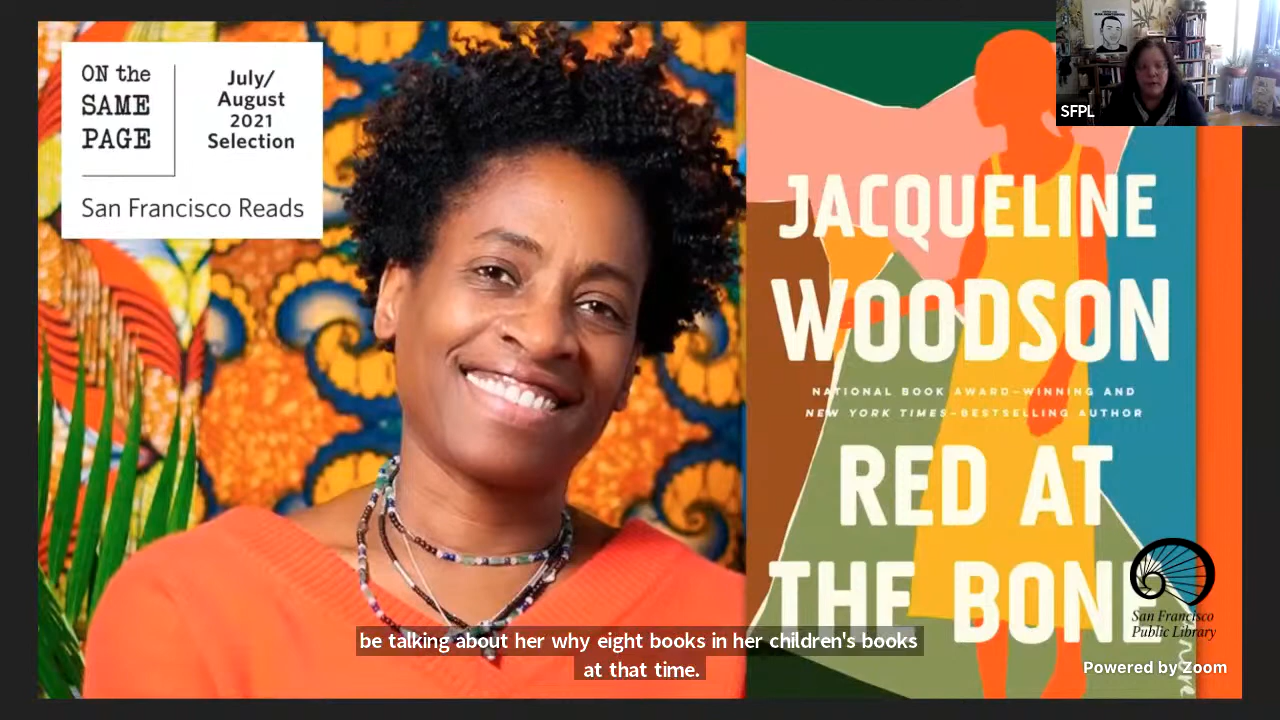 ON the
SAME
PAGE
July/
August
2021
Selection
San Francisco Reads
SFPL
JACQUELINE
WOODSON
NATIONAL BOOK AWARD–WINNING AND
NEW YORK TIMES–BESTSELLING AUTHOR
RED AT
THE BONE
San Francisco
Public Library
be talking about her why eight books in her children's books
at that time.
Powered by Zoom